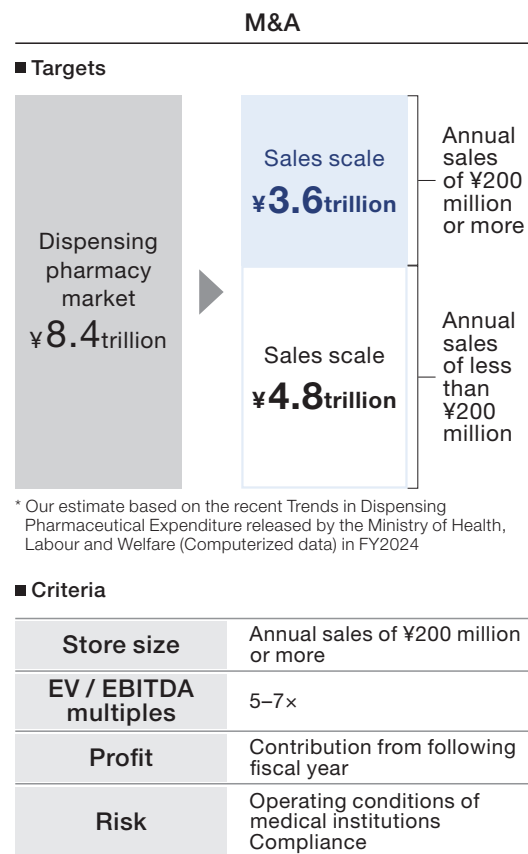 M&A
■ Targets
Dispensing
pharmacy
market
¥8.4trillion
Sales scale
¥3.6trillion
Annual
sales
of ¥200
million
or more
Sales scale
¥4.8trillion
Annual
sales
of less
than
¥200
million
* Our estimate based on the recent Trends in Dispensing
Pharmaceutical Expenditure released by the Ministry of Health,
Labour and Welfare (Computerized data) in FY2024
■ Criteria
Store size
Annual sales of ¥200 million
or more
EV / EBITDA
multiples
5–7×
Profit
Contribution from following
fiscal year
Risk
Operating conditions of
medical institutions
Compliance